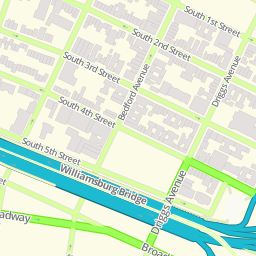 South 1st Street
South 2nd Street
South 3rd Street
Bedford Avenue
Driggs Avenue
South 4th Street
South 5th Street
Williamsburg Bridge
Driggs Avenue
adway
Broad